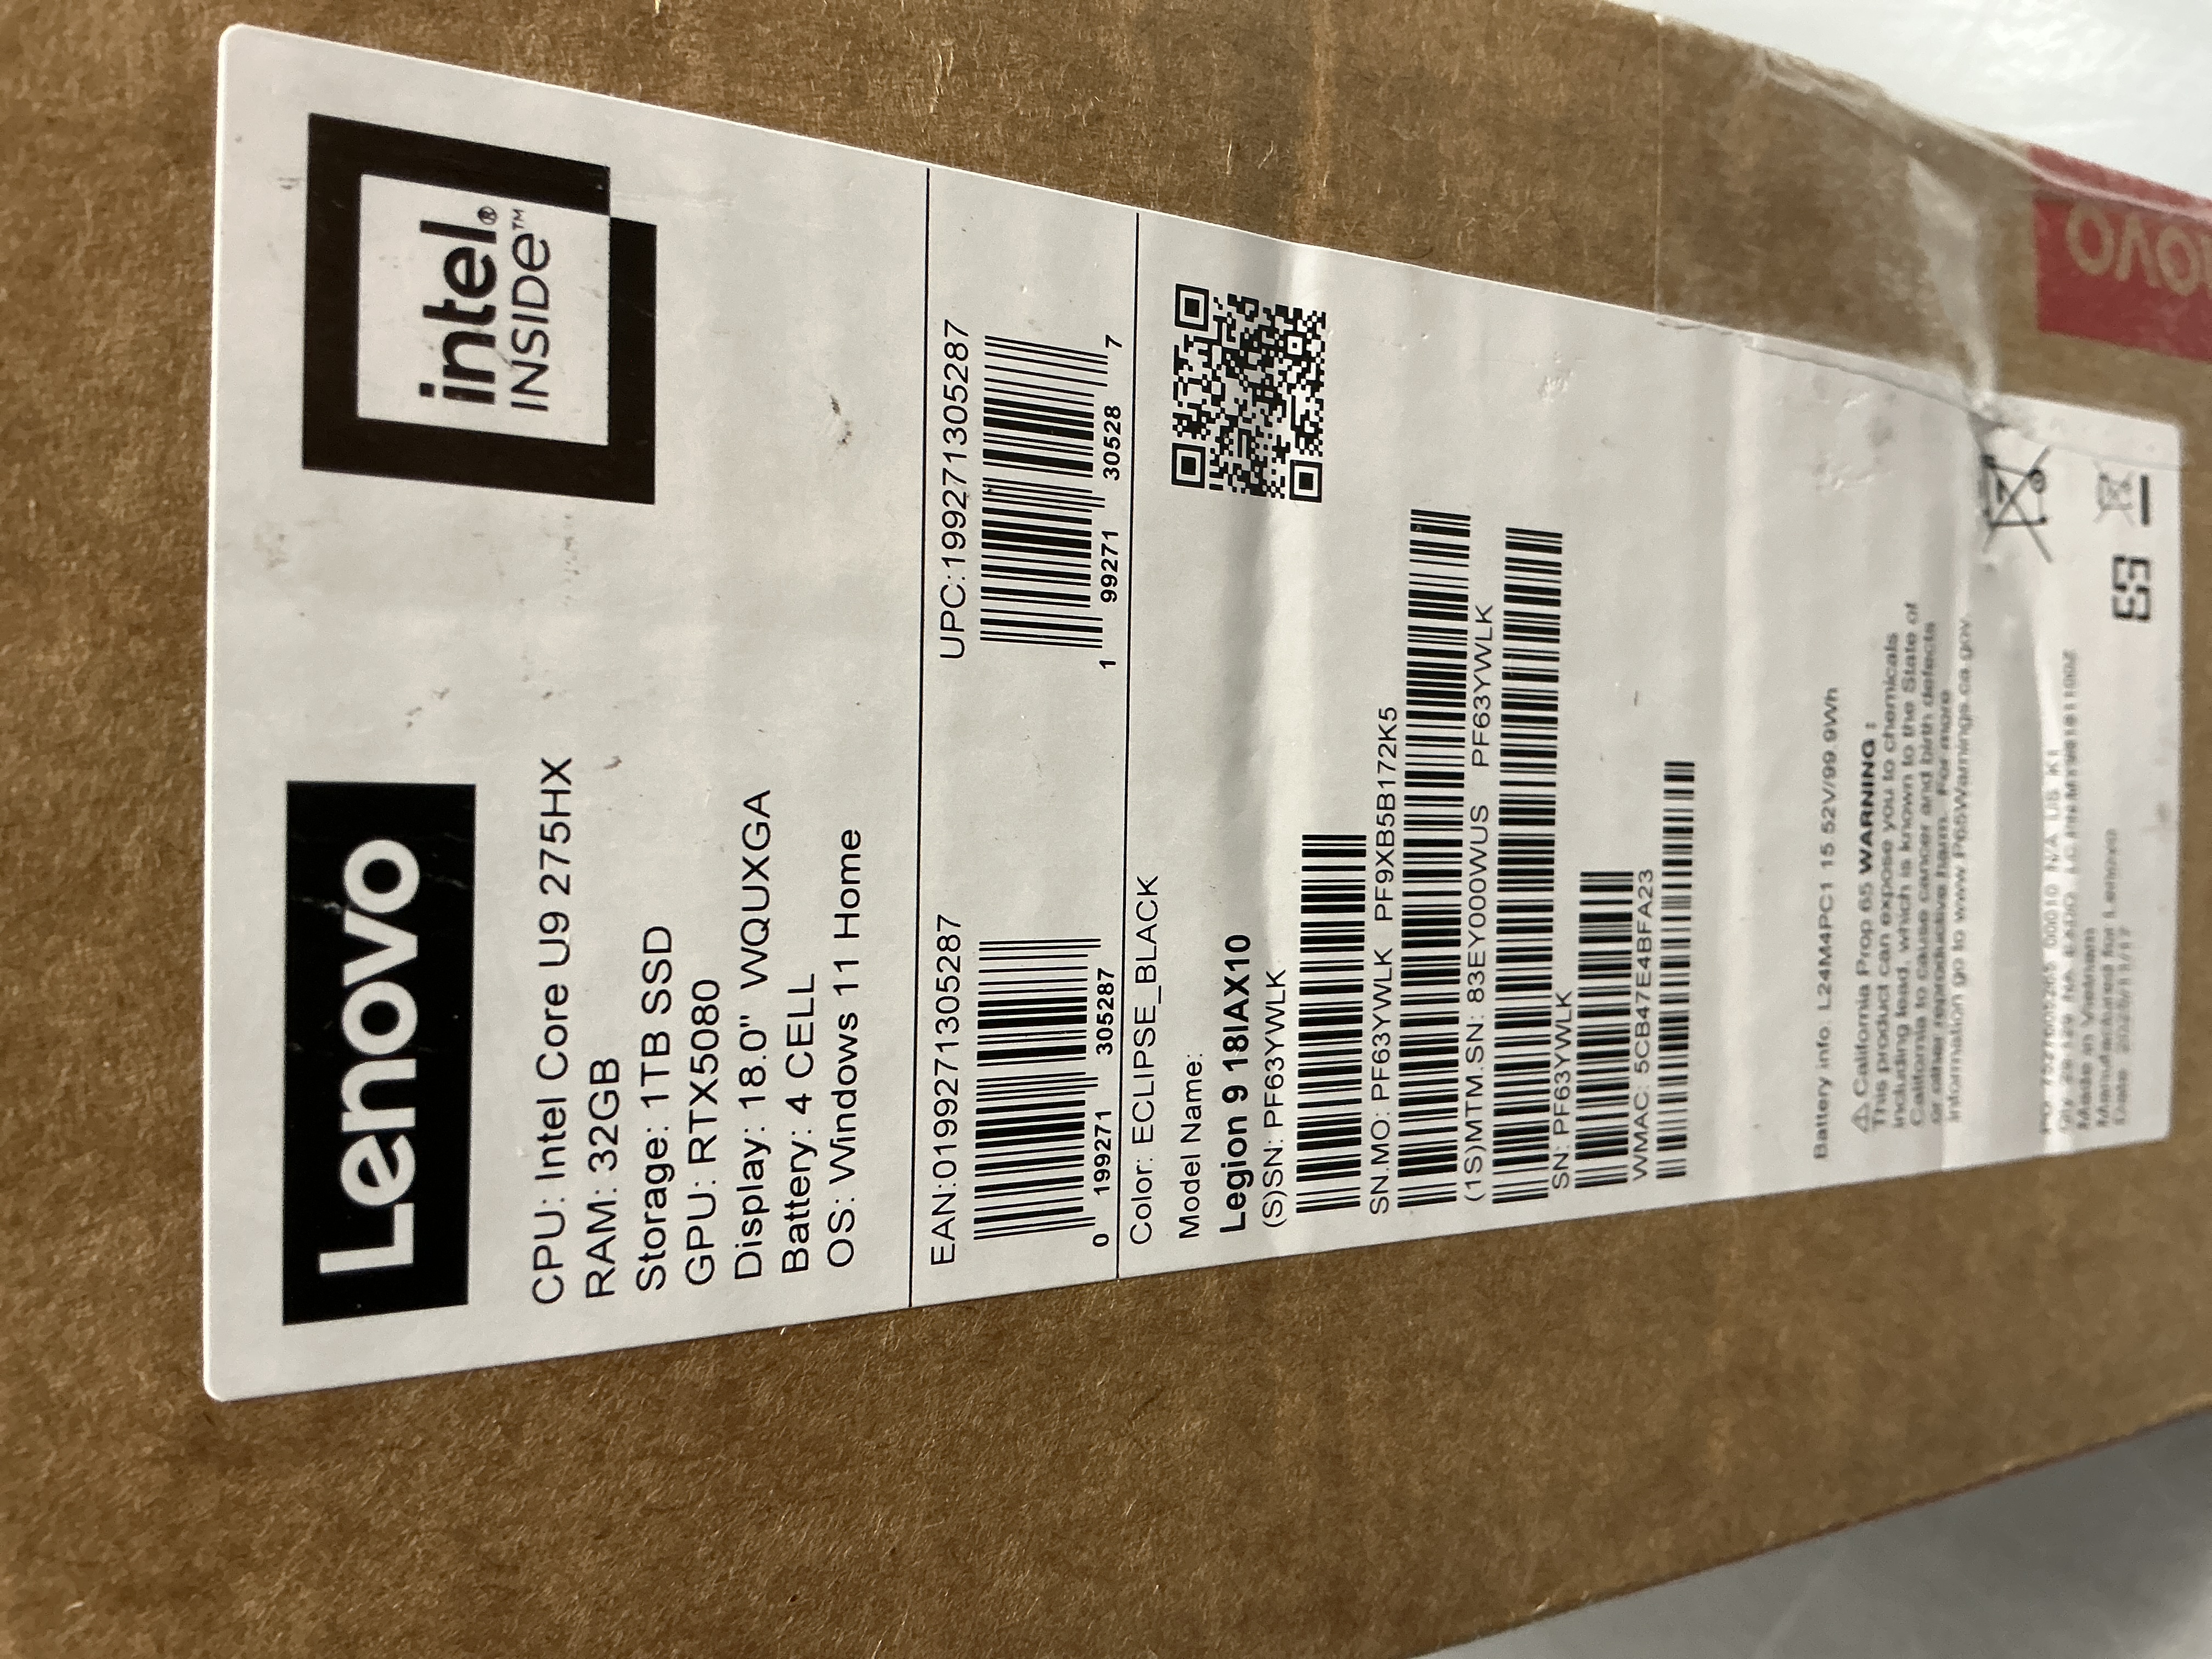 Lenovo
intel®
INSIDE™
CPU: Intel Core U9 275HX
RAM: 32GB
Storage: 1TB SSD
GPU: RTX5080
Display: 18.0" WQUXGA
Battery: 4 CELL
OS: Windows 11 Home
EAN:0199271305287
0 199271 305287
UPC:199271305287
1 99271 30528 7
Color: ECLIPSE_BLACK
Model Name:
Legion 9 18IAX10
(S)SN: PF63YWLK
SN.MO: PF63YWLK PF9XB5B172K5
(1S)MTM.SN: 83EY000WUS PF63YWLK
SN: PF63YWLK
WMAC: 5CB47E4BFA23
Battery info. L24M4PC1 15.52V/99.9Wh
⚠California Prop 65 WARNING :
This product can expose you to chemicals
including lead, which is known to the State of
California to cause cancer and birth defects
or other reproductive harm. For more
information go to www.P65Warnings.ca.gov.
Made in Vietnam
Manufactured for Lenovo
Date: